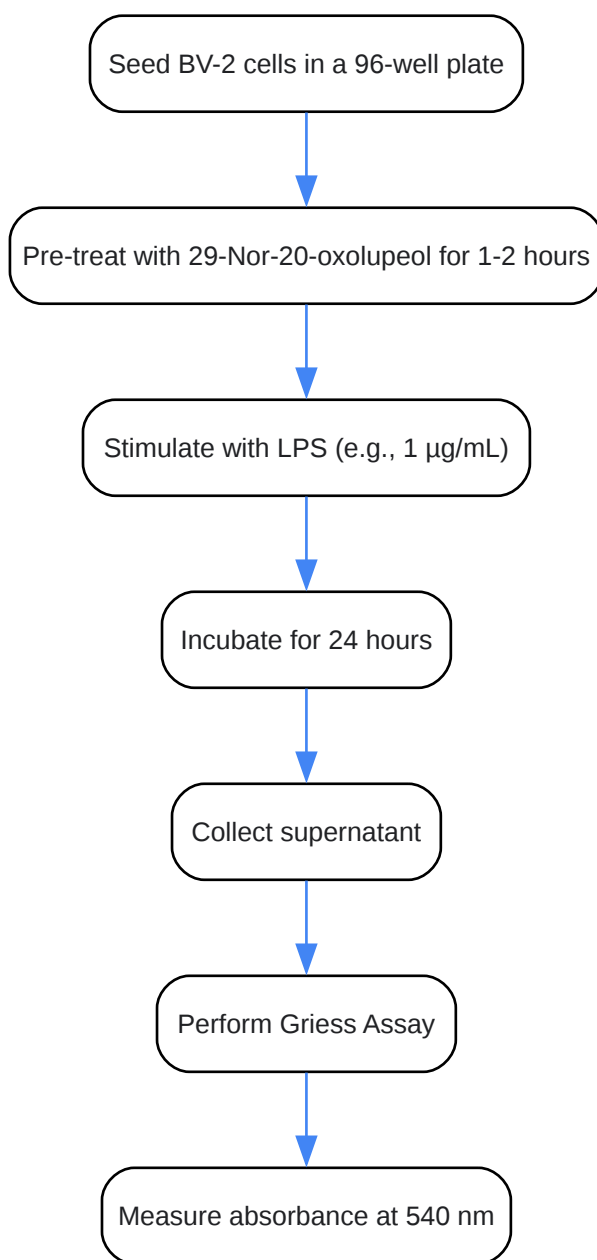 Seed BV-2 cells in a 96-well plate
Pre-treat with 29-Nor-20-oxolupeol for 1-2 hours
Stimulate with LPS (e.g., 1 µg/mL)
Incubate for 24 hours
Collect supernatant
Perform Griess Assay
Measure absorbance at 540 nm